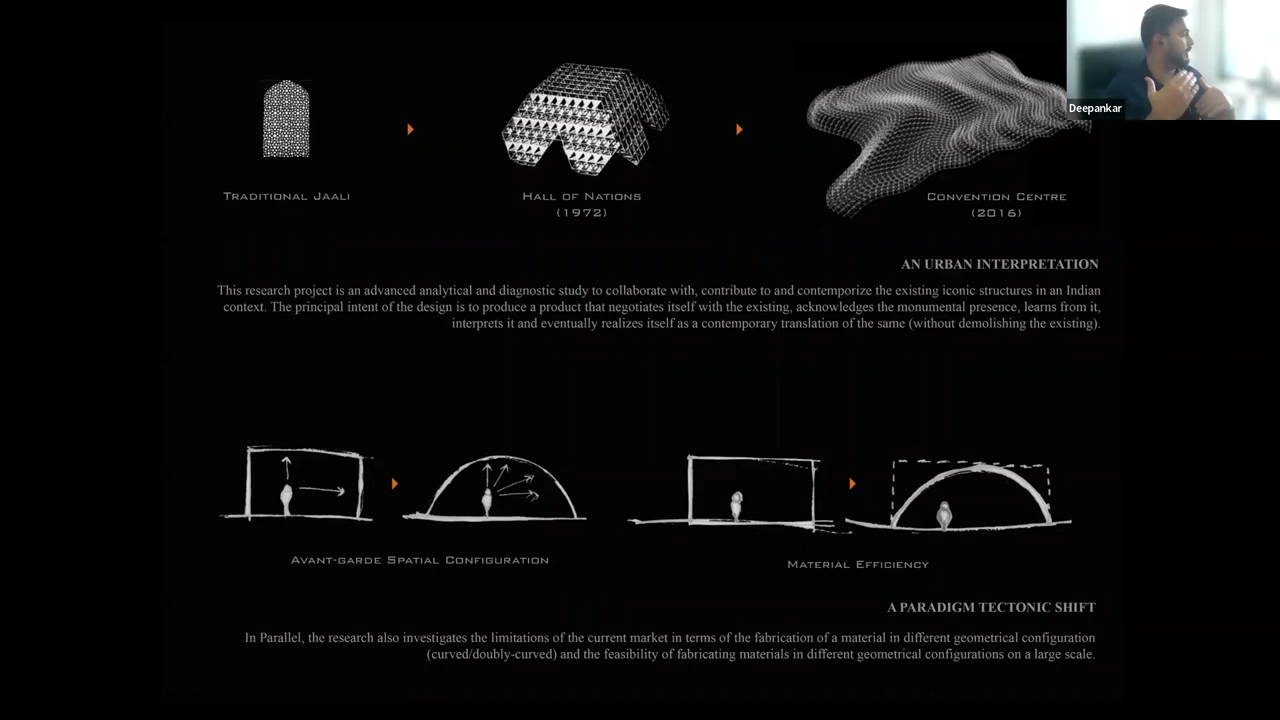 Deepankar
TRADITIONAL JAALI
HALL OF NATIONS
(1972)
CONVENTION CENTRE
(2016)
AN URBAN INTERPRETATION
This research project is an advanced analytical and diagnostic study to collaborate with, contribute to and contemporize the existing iconic structures in an Indian
context. The principal intent of the design is to produce a product that negotiates itself with the existing, acknowledges the monumental presence, learns from it,
interprets it and eventually realizes itself as a contemporary translation of the same (without demolishing the existing).
AVANT-GARDE SPATIAL CONFIGURATION
MATERIAL EFFICIENCY
A PARADIGM TECTONIC SHIFT
In Parallel, the research also investigates the limitations of the current market in terms of the fabrication of a material in different geometrical configuration
(curved/doubly-curved) and the feasibility of fabricating materials in different geometrical configurations on a large scale.